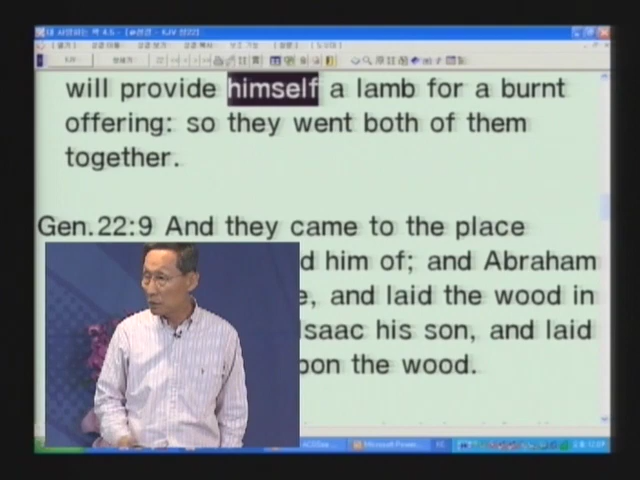 will provide himself a lamb for a burnt
offering: so they went both of them
together.
Gen.22:9 And they came to the place
d him of; and Abraham
e, and laid the wood in
Isaac his son, and laid
pon the wood.